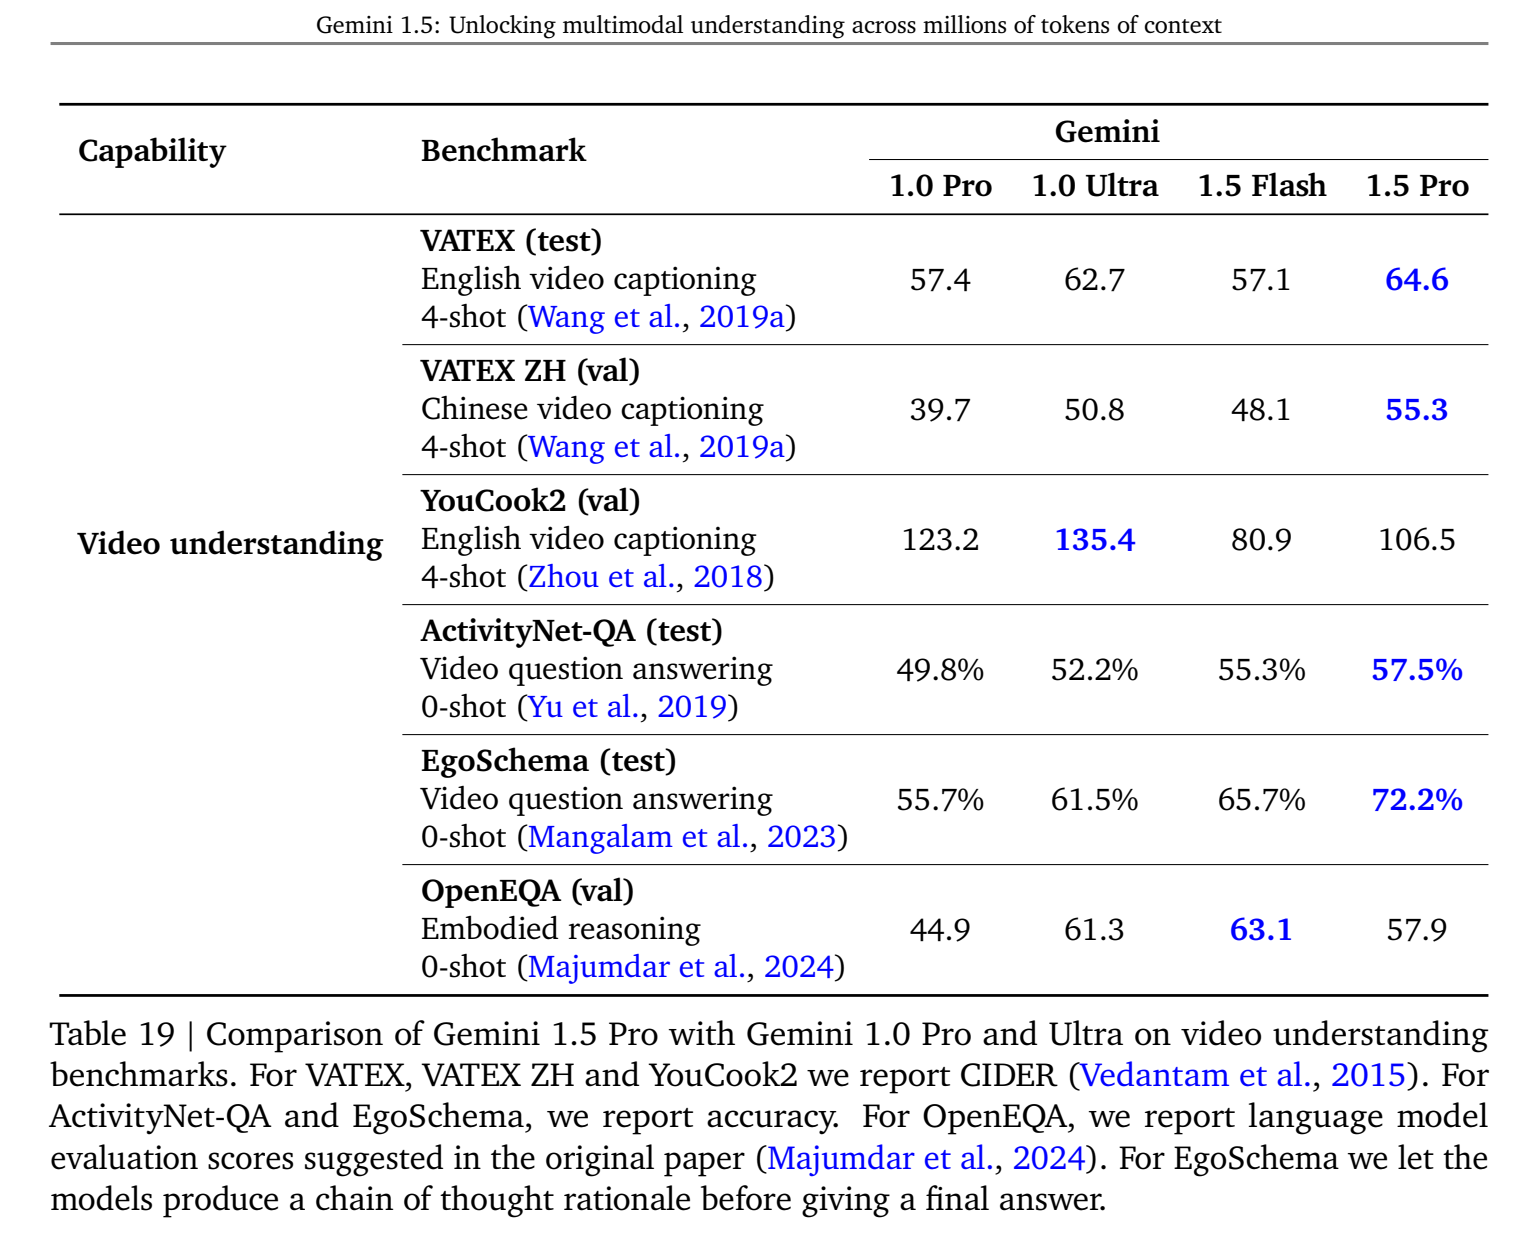 Gemini 1.5: Unlocking multimodal understanding across millions of tokens of context
Capability Benchmark Gemini
1.0 Pro 1.0 Ultra 1.5 Flash 1.5 Pro
Video understanding
VATEX (test)
English video captioning 57.4 62.7 57.1 64.6
4-shot (Wang et al., 2019a)
VATEX ZH (val)
Chinese video captioning 39.7 50.8 48.1 55.3
4-shot (Wang et al., 2019a)
YouCook2 (val)
English video captioning 123.2 135.4 80.9 106.5
4-shot (Zhou et al., 2018)
ActivityNet-QA (test)
Video question answering 49.8% 52.2% 55.3% 57.5%
0-shot (Yu et al., 2019)
EgoSchema (test)
Video question answering 55.7% 61.5% 65.7% 72.2%
0-shot (Mangalam et al., 2023)
OpenEQA (val)
Embodied reasoning 44.9 61.3 63.1 57.9
0-shot (Majumdar et al., 2024)
Table 19 | Comparison of Gemini 1.5 Pro with Gemini 1.0 Pro and Ultra on video understanding
benchmarks. For VATEX, VATEX ZH and YouCook2 we report CIDER (Vedantam et al., 2015). For
ActivityNet-QA and EgoSchema, we report accuracy. For OpenEQA, we report language model
evaluation scores suggested in the original paper (Majumdar et al., 2024). For EgoSchema we let the
models produce a chain of thought rationale before giving a final answer.